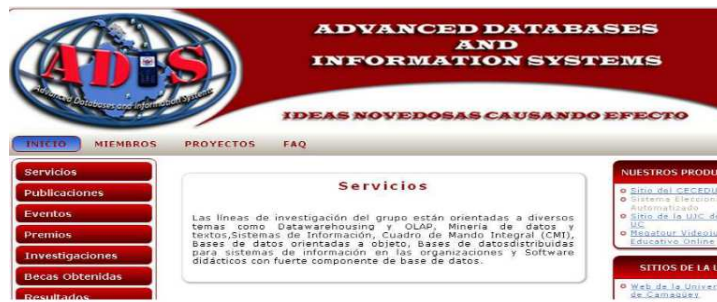 ADVANCED DATABASES
AND
INFORMATION SYSTEMS
ADIS
Advanced Databases and Information Systems
IDEAS NOVEDOSAS CAUSANDO EFECTO
INICIO MIEMBROS PROYECTOS FAQ
Servicios
Publicaciones
Eventos
Premios
Investigaciones
Becas Obtenidas
Resultados
Servicios
Las líneas de investigación del grupo están orientadas a diversos
temas como Datawarehousing y OLAP, Minería de datos y
textos,Sistemas de Información, Cuadro de Mando Integral (CMI),
Bases de datos orientadas a objeto, Bases de datosdistribuidas
para sistemas de información en las organizaciones y Software
didácticos con fuerte componente de base de datos.
NUESTROS PRODU
Sitio del CECEDU
Sistema Eleccion
Automatizado
Sitio de la UJC d
UC
Megatour Videoju
Educativo Online
SITIOS DE LA U
Web de la Univer
de Camaguey